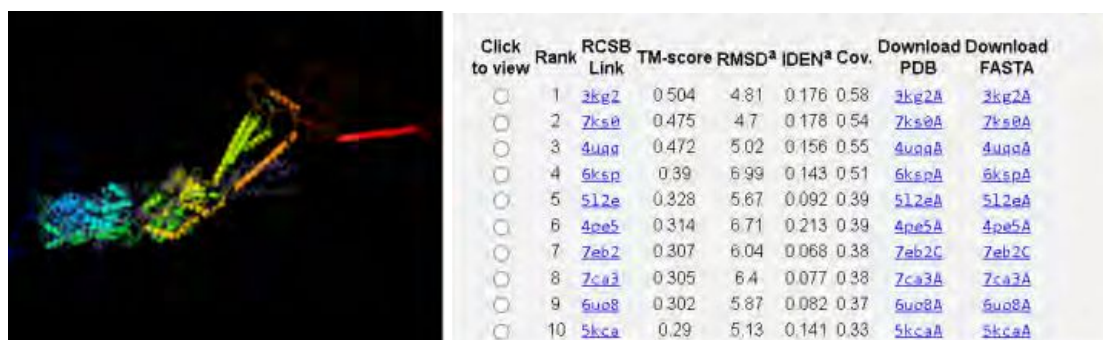 Click to view Rank RCSB Link TM-score RMSDa IDENa Cov. Download PDB Download FASTA
1 3kg2 0.504 4.81 0.176 0.58 3kg2A 3kg2A
2 7ks0 0.475 4.7 0.178 0.54 7ks0A 7ks0A
3 4uqq 0.472 5.02 0.156 0.55 4uqqA 4uqqA
4 6ksp 0.39 6.99 0.143 0.51 6kspA 6kspA
5 5l2e 0.328 5.67 0.092 0.39 5l2eA 5l2eA
6 4pe5 0.314 6.71 0.213 0.39 4pe5A 4pe5A
7 7eb2 0.307 6.04 0.068 0.38 7eb2C 7eb2C
8 7ca3 0.305 6.4 0.077 0.38 7ca3A 7ca3A
9 6uo8 0.302 5.87 0.082 0.37 6uo8A 6uo8A
10 5kca 0.29 5.13 0.141 0.33 5kcaA 5kcaA